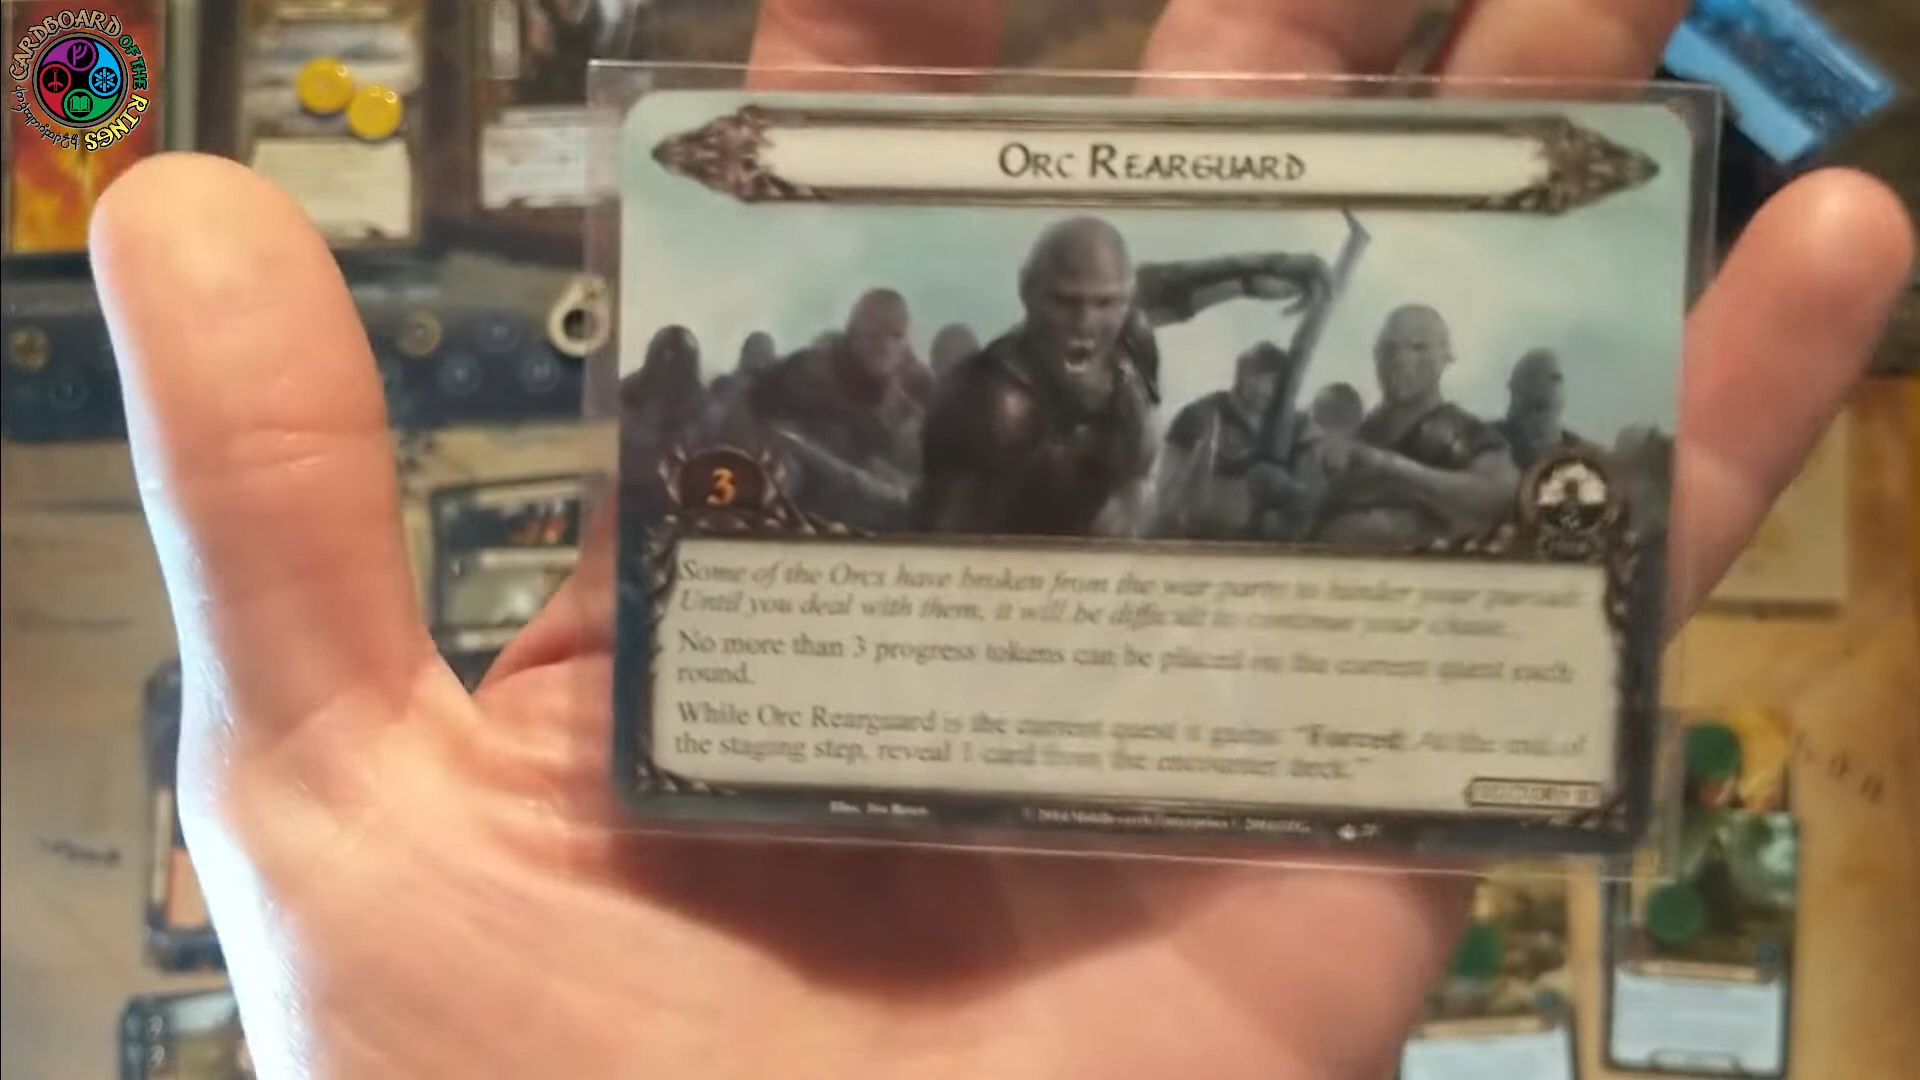 CARDBOARD OF THE RINGS
ORC REARGUARD
3
Some of the Orcs have broken from the war party to hinder your pursuit.
Until you deal with them, it will be difficult to continue your chase.
No more than 3 progress tokens can be placed on the current quest each
round.
While Orc Rearguard is the current quest it gains: "Forced: At the end of
the staging step, reveal 1 card from the encounter deck."
Illus.